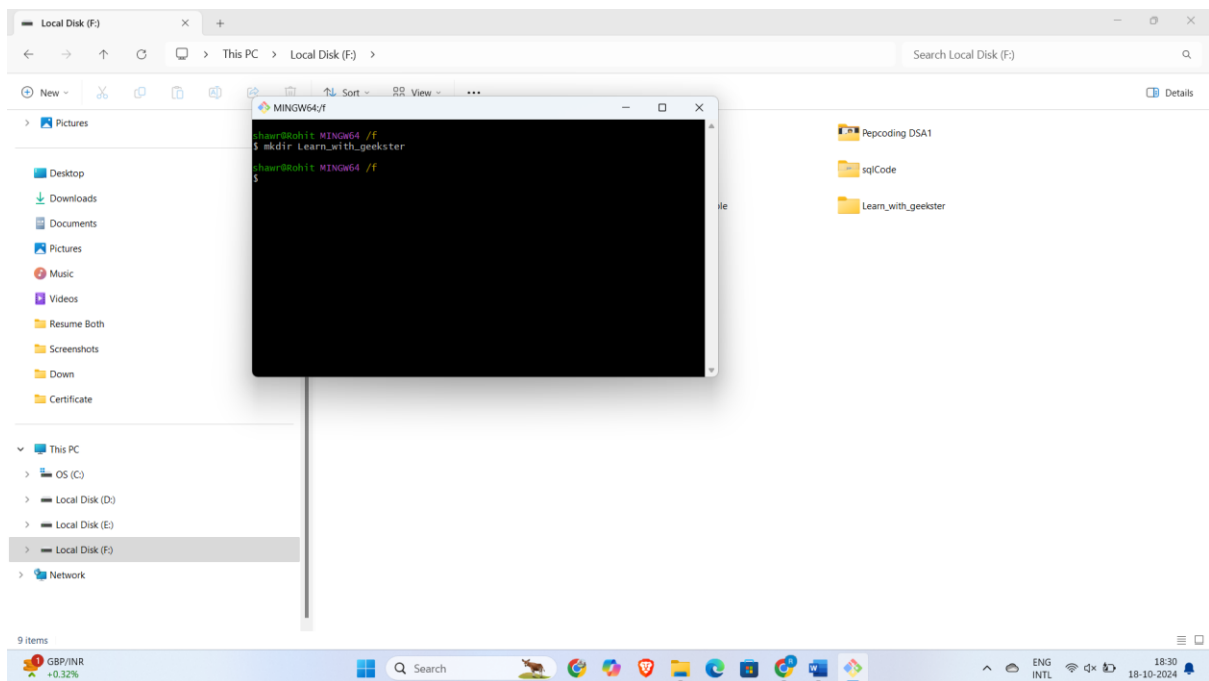 Local Disk (F:)
This PC > Local Disk (F:) >
Search Local Disk (F:)
New
Sort
View
Details
Pictures
Desktop
Downloads
Documents
Pictures
Music
Videos
Resume Both
Screenshots
Down
Certificate
This PC
OS (C:)
Local Disk (D:)
Local Disk (E:)
Local Disk (F:)
Network
MINGW64:/f
shawr@Rohit MINGW64 /f
$ mkdir Learn_with_geekster
shawr@Rohit MINGW64 /f
$
Pepcoding DSA1
sqlCode
Learn_with_geekster
9 items
1
GBP/INR
+0.32%
Search
ENG
INTL
18:30
18-10-2024